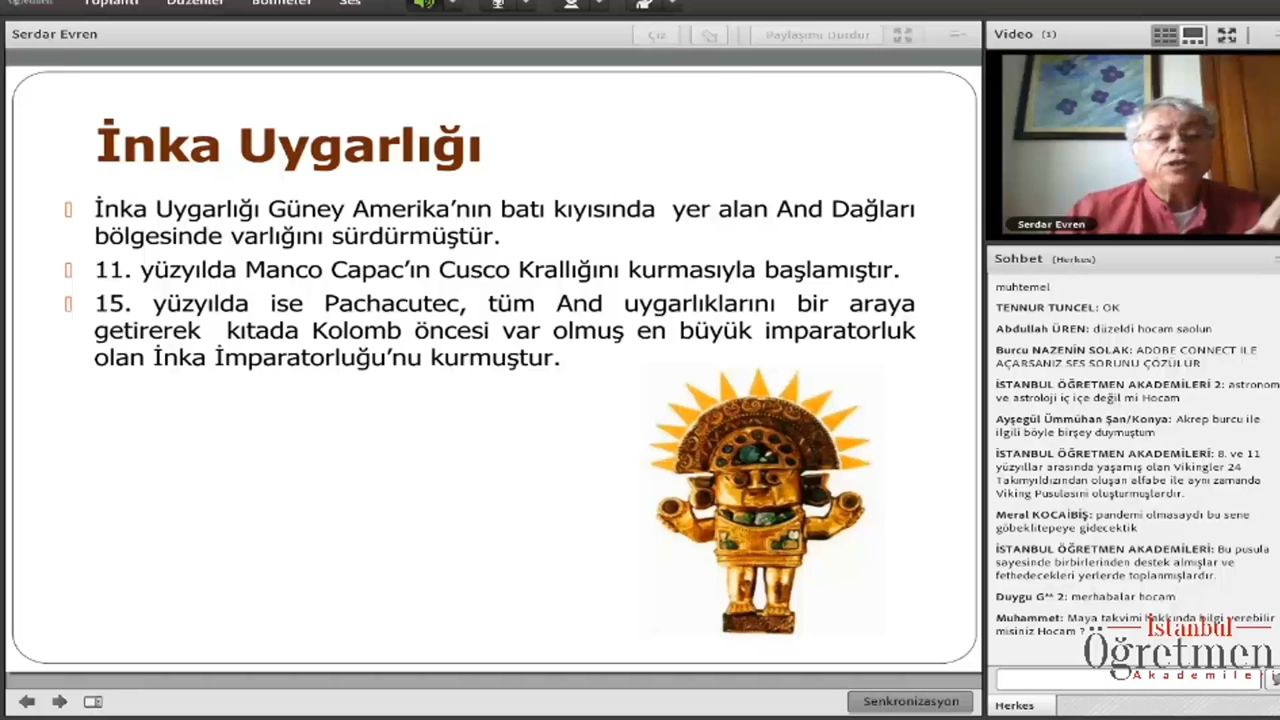 Öğretmen Toplantı Düzenler Bölmeler Ses
Serdar Evren
Çiz
Paylaşımı Durdur
Video (1)
İnka Uygarlığı
İnka Uygarlığı Güney Amerika’nın batı kıyısında yer alan And Dağları
bölgesinde varlığını sürdürmüştür.
11. yüzyılda Manco Capac’ın Cusco Krallığını kurmasıyla başlamıştır.
15. yüzyılda ise Pachacutec, tüm And uygarlıklarını bir araya
getirerek kıtada Kolomb öncesi var olmuş en büyük imparatorluk
olan İnka İmparatorluğu’nu kurmuştur.
Serdar Evren
Sohbet (Herkes)
muhtemel
TENNUR TUNCEL: OK
Abdullah ÜREN: düzeldi hocam saolun
Burcu NAZENİN SOLAK: ADOBE CONNECT ILE
AÇARSANIZ SES SORUNU ÇÖZÜLÜR
İSTANBUL ÖĞRETMEN AKADEMİLERİ 2: astronom
ve astroloji iç içe değil mi Hocam
Ayşegül Ümmühan Şan/Konya: Akrep burcu ile
ilgili böyle birşey duymuştum
İSTANBUL ÖĞRETMEN AKADEMİLERİ: 8. ve 11
yüzyıllar arasında yaşamış olan Vikingler 24
Takımyıldızından oluşan alfabe ile aynı zamanda
Viking Pusulasını oluşturmuşlardır.
Meral KOCAİBİŞ: pandemi olmasaydı bu sene
göbeklitepeye gidecektik
İSTANBUL ÖĞRETMEN AKADEMİLERİ: Bu pusula
sayesinde birbirlerinden destek almışlar ve
fethedecekleri yerlerde toplanmışlardır.
Duygu G** 2: merhabalar hocam
Muhammet: Maya takvimi hakkında bilgi verebilir
misiniz Hocam ?
İstanbul
Öğretmen
Akademileri
Senkronizasyon
Herkes